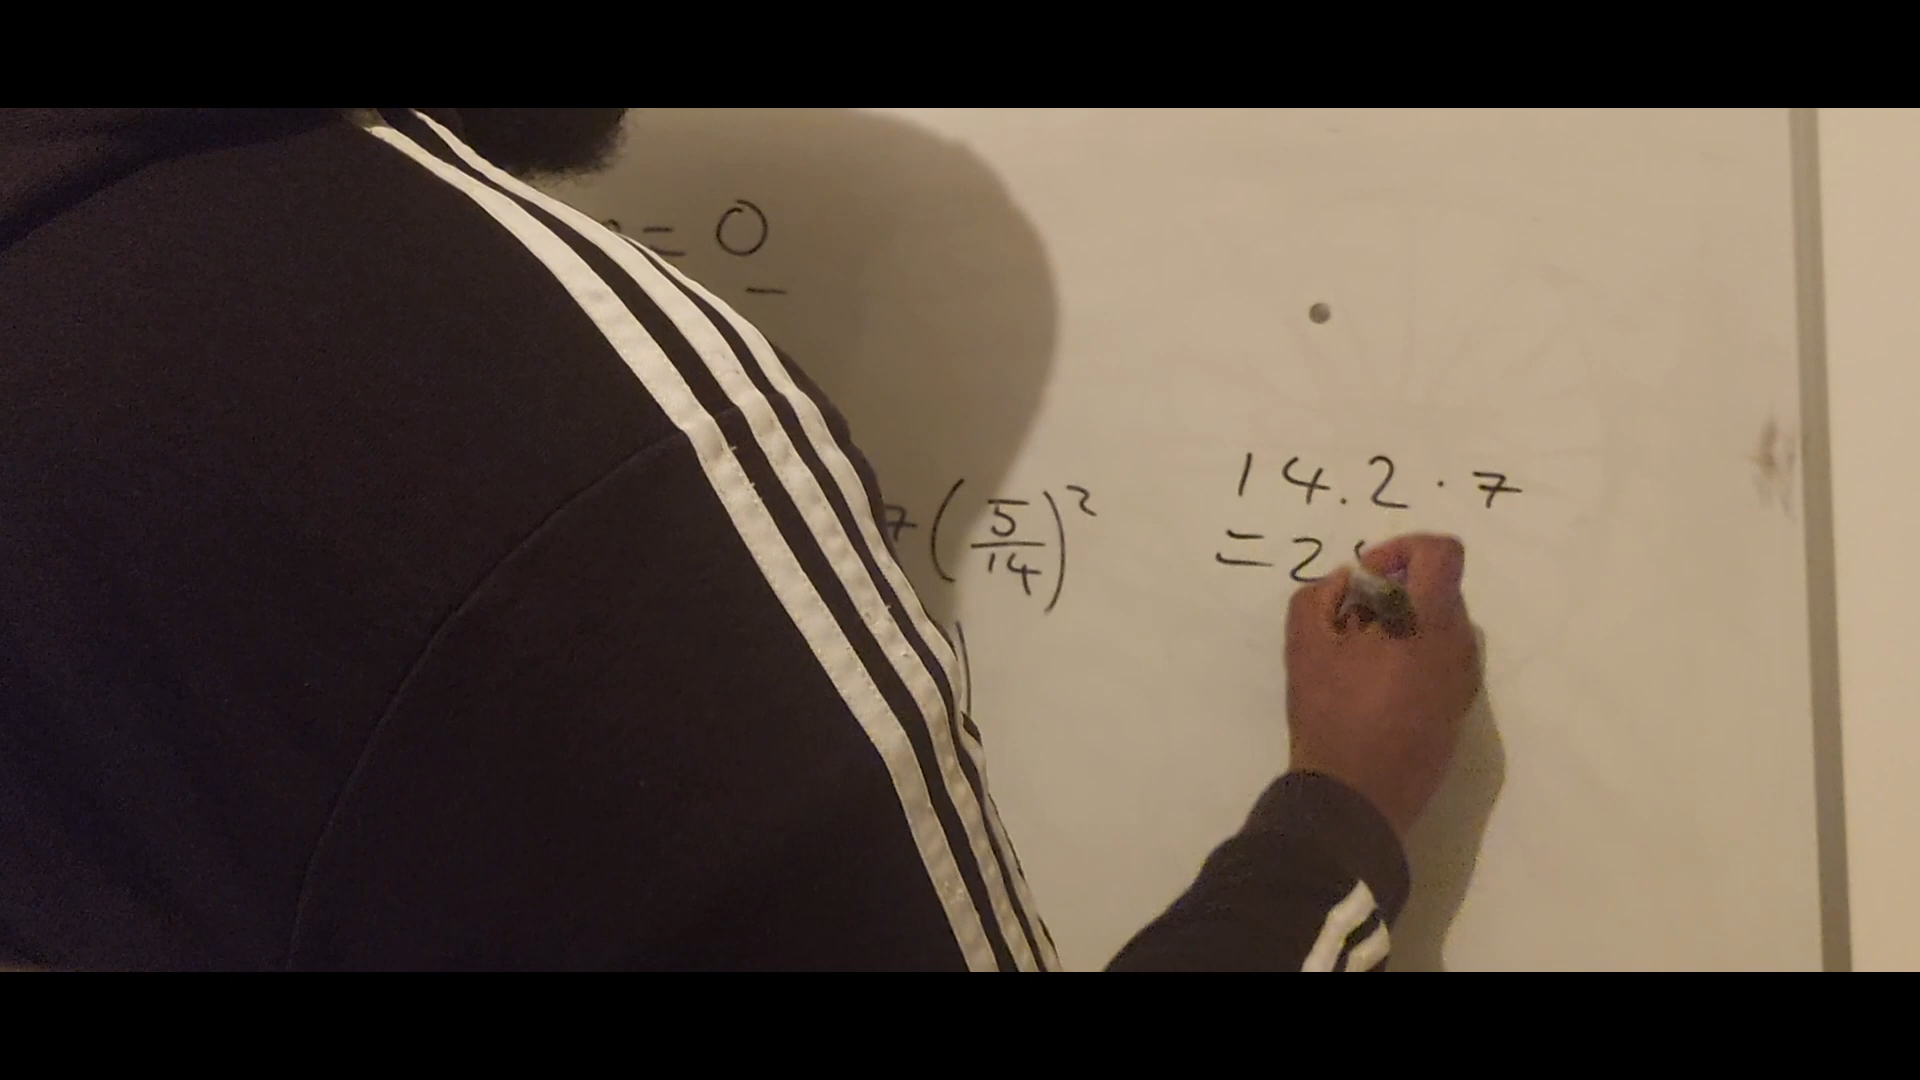 = 0
7 (5/14)²
14.2 · 7
= 2